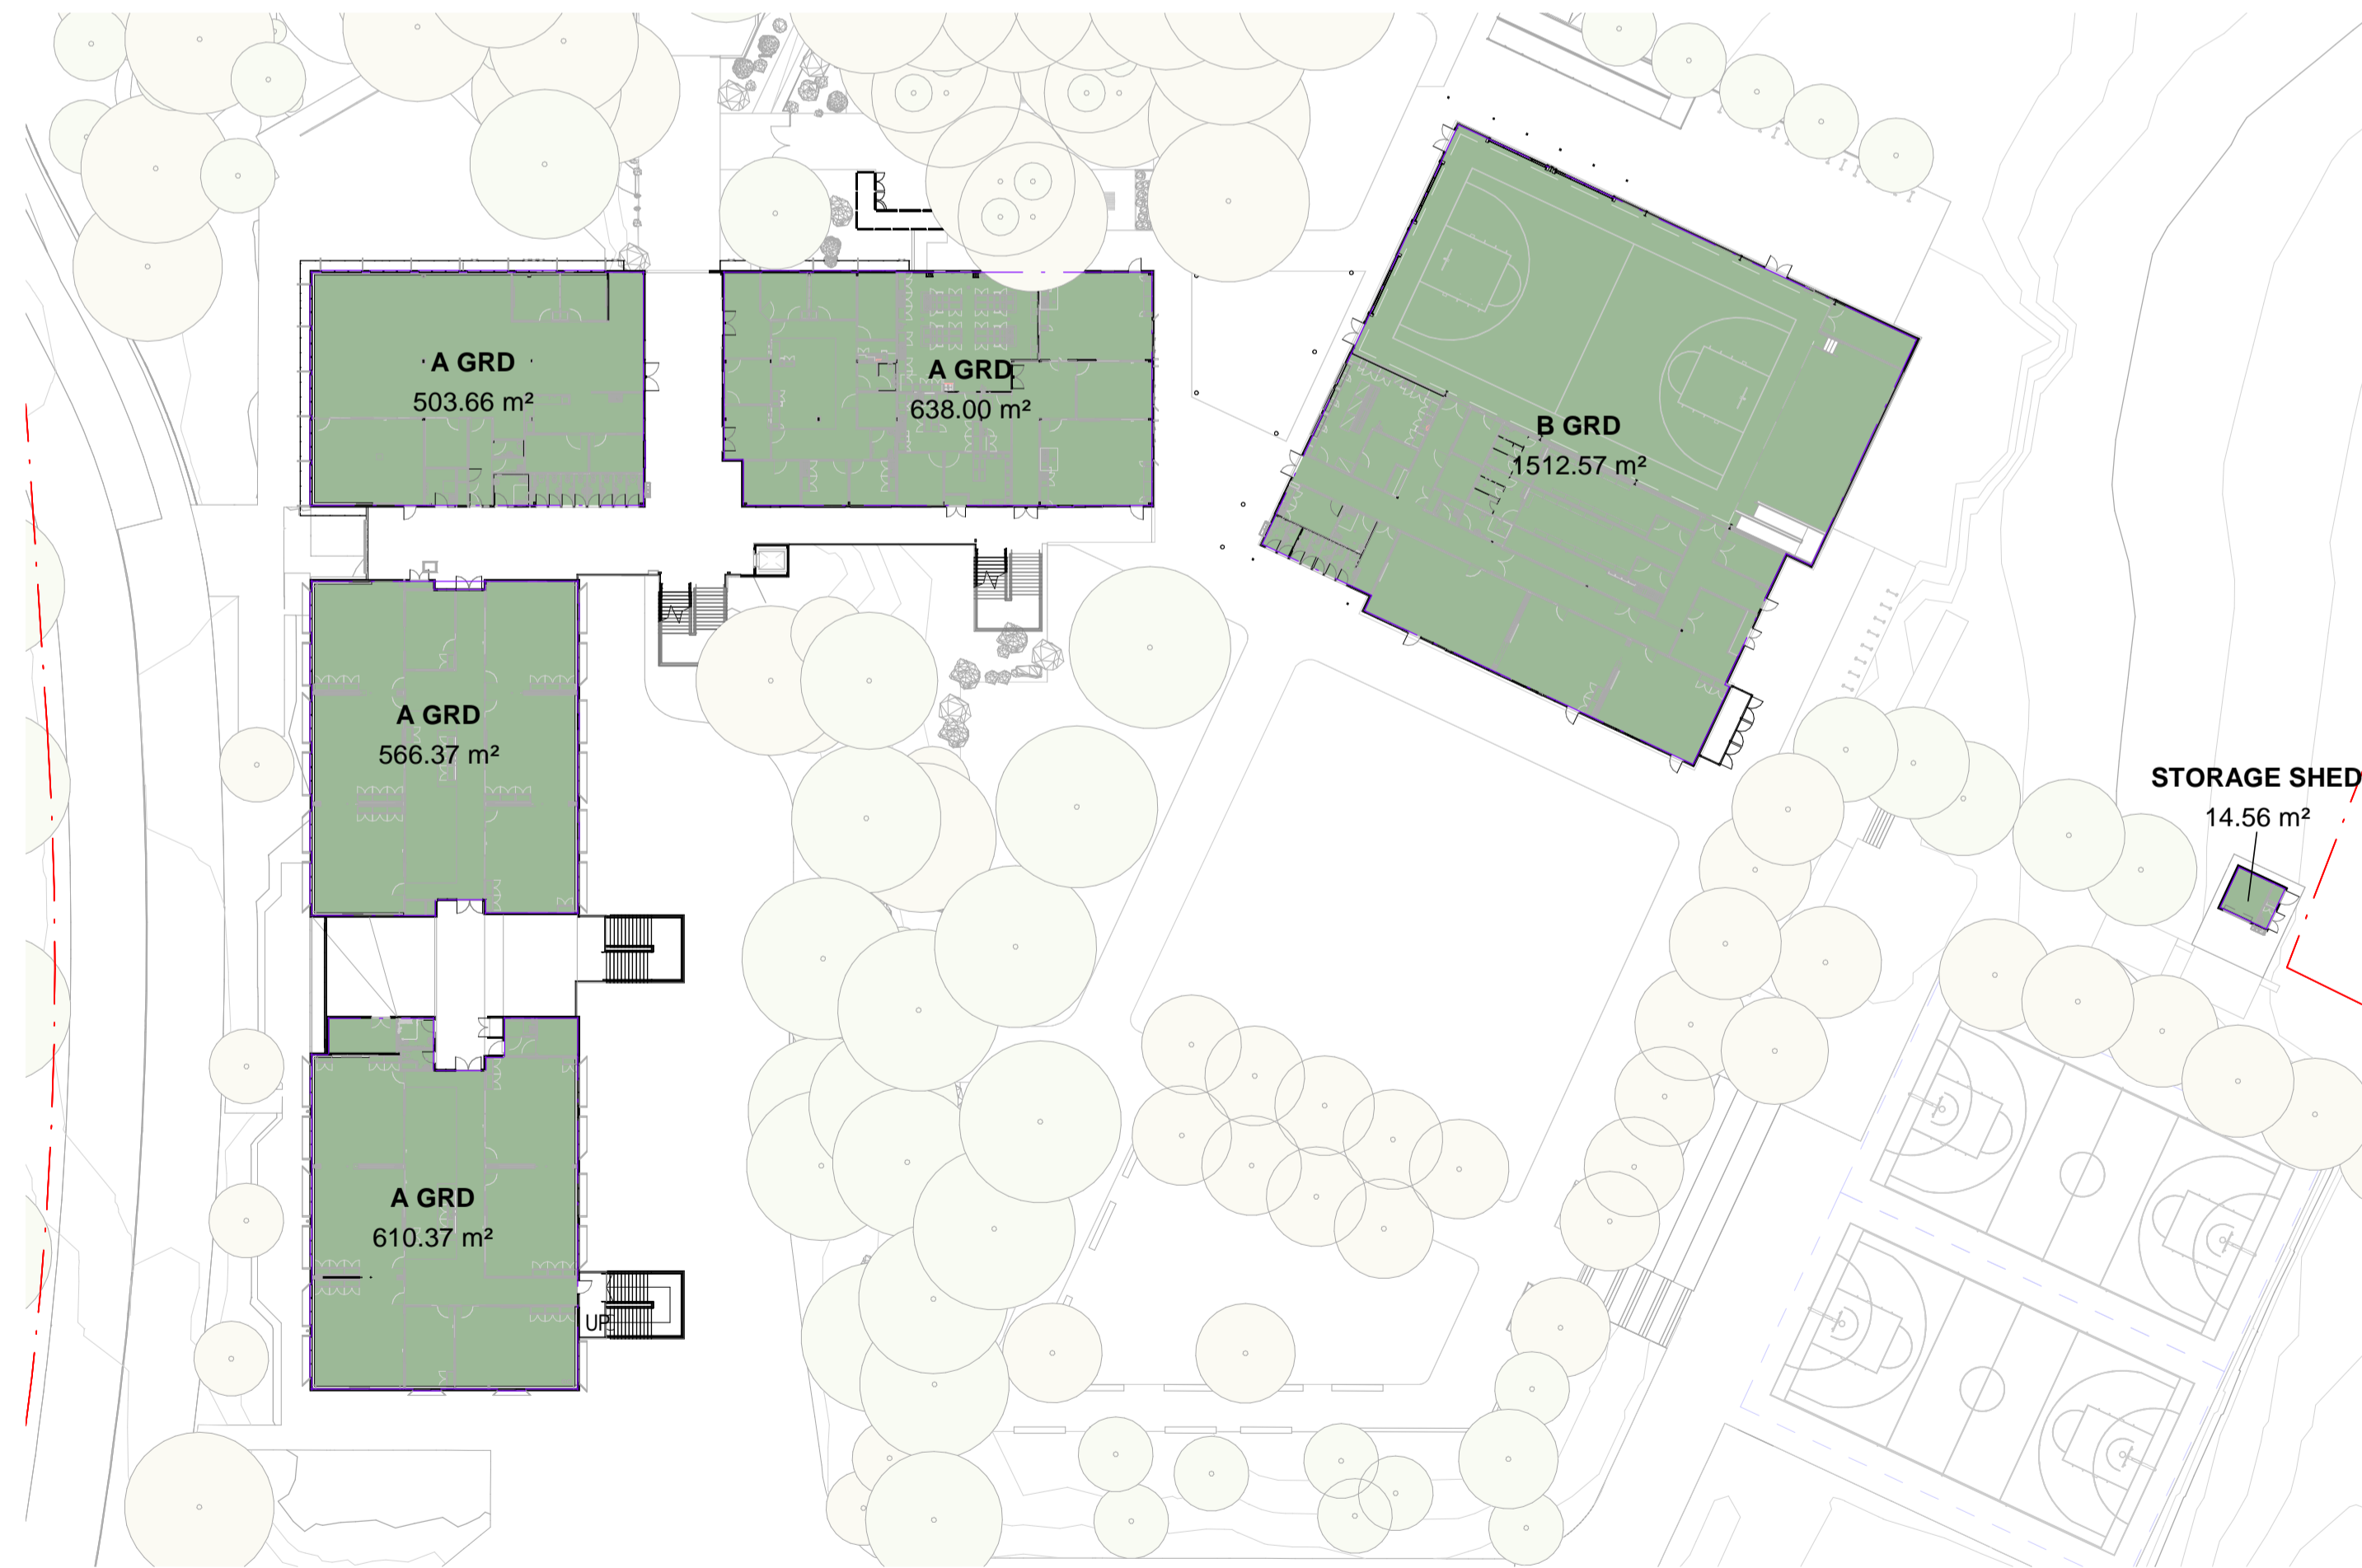 A GRD
503.66 m²
A GRD
638.00 m²
B GRD
1512.57 m²
A GRD
566.37 m²
STORAGE SHED
14.56 m²
A GRD
610.37 m²
UP